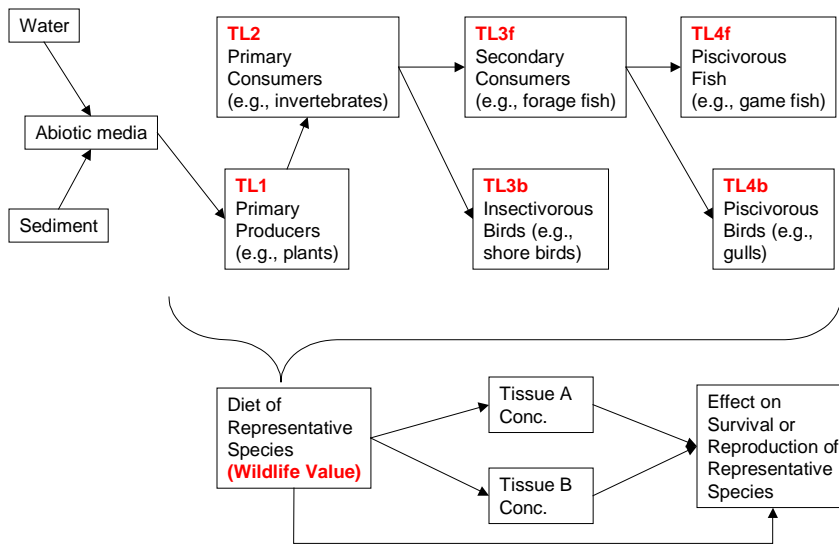 Water
Abiotic media
Sediment
TL2
Primary
Consumers
(e.g., invertebrates)
TL1
Primary
Producers
(e.g., plants)
TL3f
Secondary
Consumers
(e.g., forage fish)
TL3b
Insectivorous
Birds (e.g.,
shore birds)
TL4f
Piscivorous
Fish
(e.g., game fish)
TL4b
Piscivorous
Birds (e.g.,
gulls)
Diet of
Representative
Species
(Wildlife Value)
Tissue A
Conc.
Tissue B
Conc.
Effect on
Survival or
Reproduction of
Representative
Species